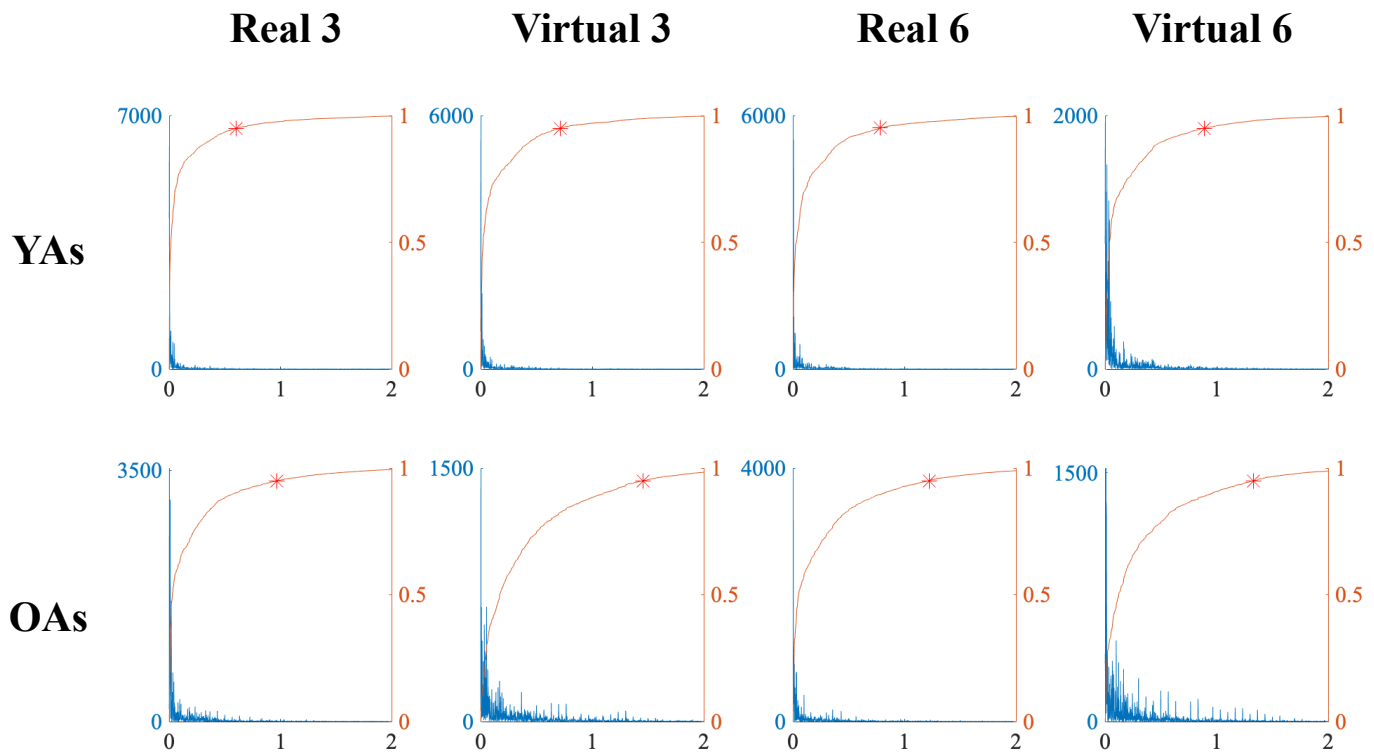 Real 3 Virtual 3 Real 6 Virtual 6
7000 1 6000 1 6000 1 2000 1
YAs 0.5 0.5 0.5 0.5
0 0 0 0 0 0 0 0
0 1 2 0 1 2 0 1 2 0 1 2
3500 1 1500 1 4000 1 1500 1
OAs 0.5 0.5 0.5 0.5
0 0 0 0 0 0 0 0
0 1 2 0 1 2 0 1 2 0 1 2